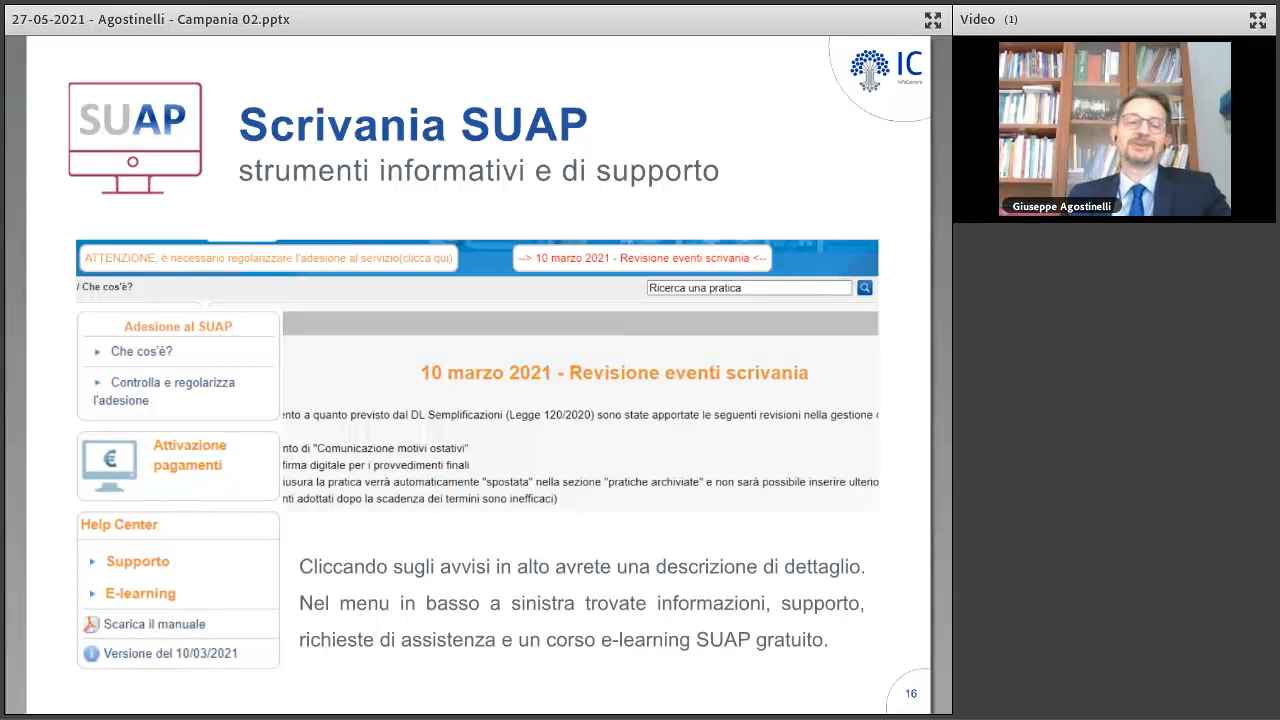 27-05-2021 - Agostinelli - Campania 02.pptx
Video (1)
IC
InfoCamere
SUAP
Scrivania SUAP
strumenti informativi e di supporto
Giuseppe Agostinelli
ATTENZIONE: è necessario regolarizzare l'adesione al servizio(clicca qui)
--> 10 marzo 2021 - Revisione eventi scrivania <--
/ Che cos'è?
Ricerca una pratica
Adesione al SUAP
Che cos'è?
Controlla e regolarizza
l'adesione
Attivazione
pagamenti
€
Help Center
Supporto
E-learning
Scarica il manuale
Versione del 10/03/2021
10 marzo 2021 - Revisione eventi scrivania
ento a quanto previsto dal DL Semplificazioni (Legge 120/2020) sono state apportate le seguenti revisioni nella gestione
nto di "Comunicazione motivi ostativi"
firma digitale per i provvedimenti finali
iusura la pratica verrà automaticamente "spostata" nella sezione "pratiche archiviate" e non sarà possibile inserire ulterio
nti adottati dopo la scadenza dei termini sono inefficaci)
Cliccando sugli avvisi in alto avrete una descrizione di dettaglio.
Nel menu in basso a sinistra trovate informazioni, supporto,
richieste di assistenza e un corso e-learning SUAP gratuito.
16